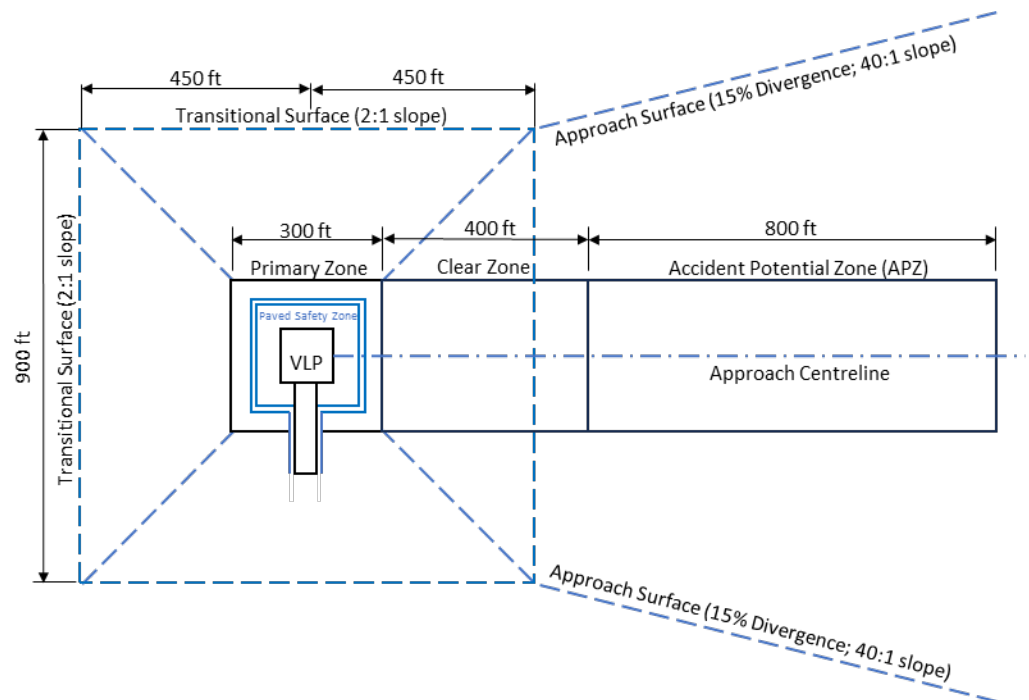 450 ft
450 ft
Transitional Surface (2:1 slope)
Approach Surface (15% Divergence; 40:1 slope)
300 ft
400 ft
800 ft
Primary Zone
Clear Zone
Accident Potential Zone (APZ)
Transitional Surface (2:1 slope)
900 ft
Paved Safety Zone
VLP
Approach Centreline
Approach Surface (15% Divergence; 40:1 slope)